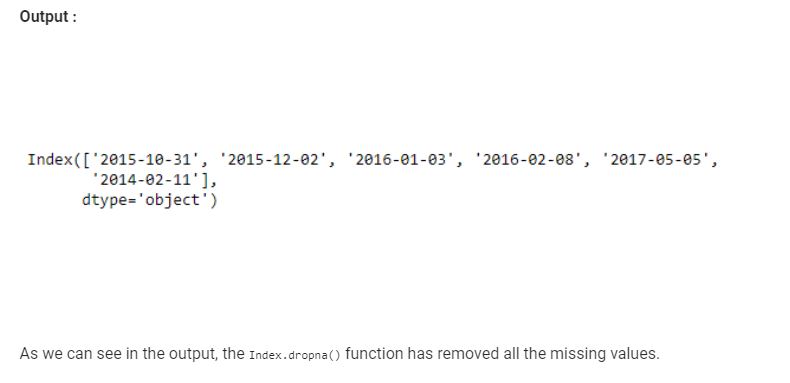 Output :
Index(['2015-10-31', '2015-12-02', '2016-01-03', '2016-02-08', '2017-05-05',
'2014-02-11'],
dtype='object')
As we can see in the output, the Index.dropna() function has removed all the missing values.